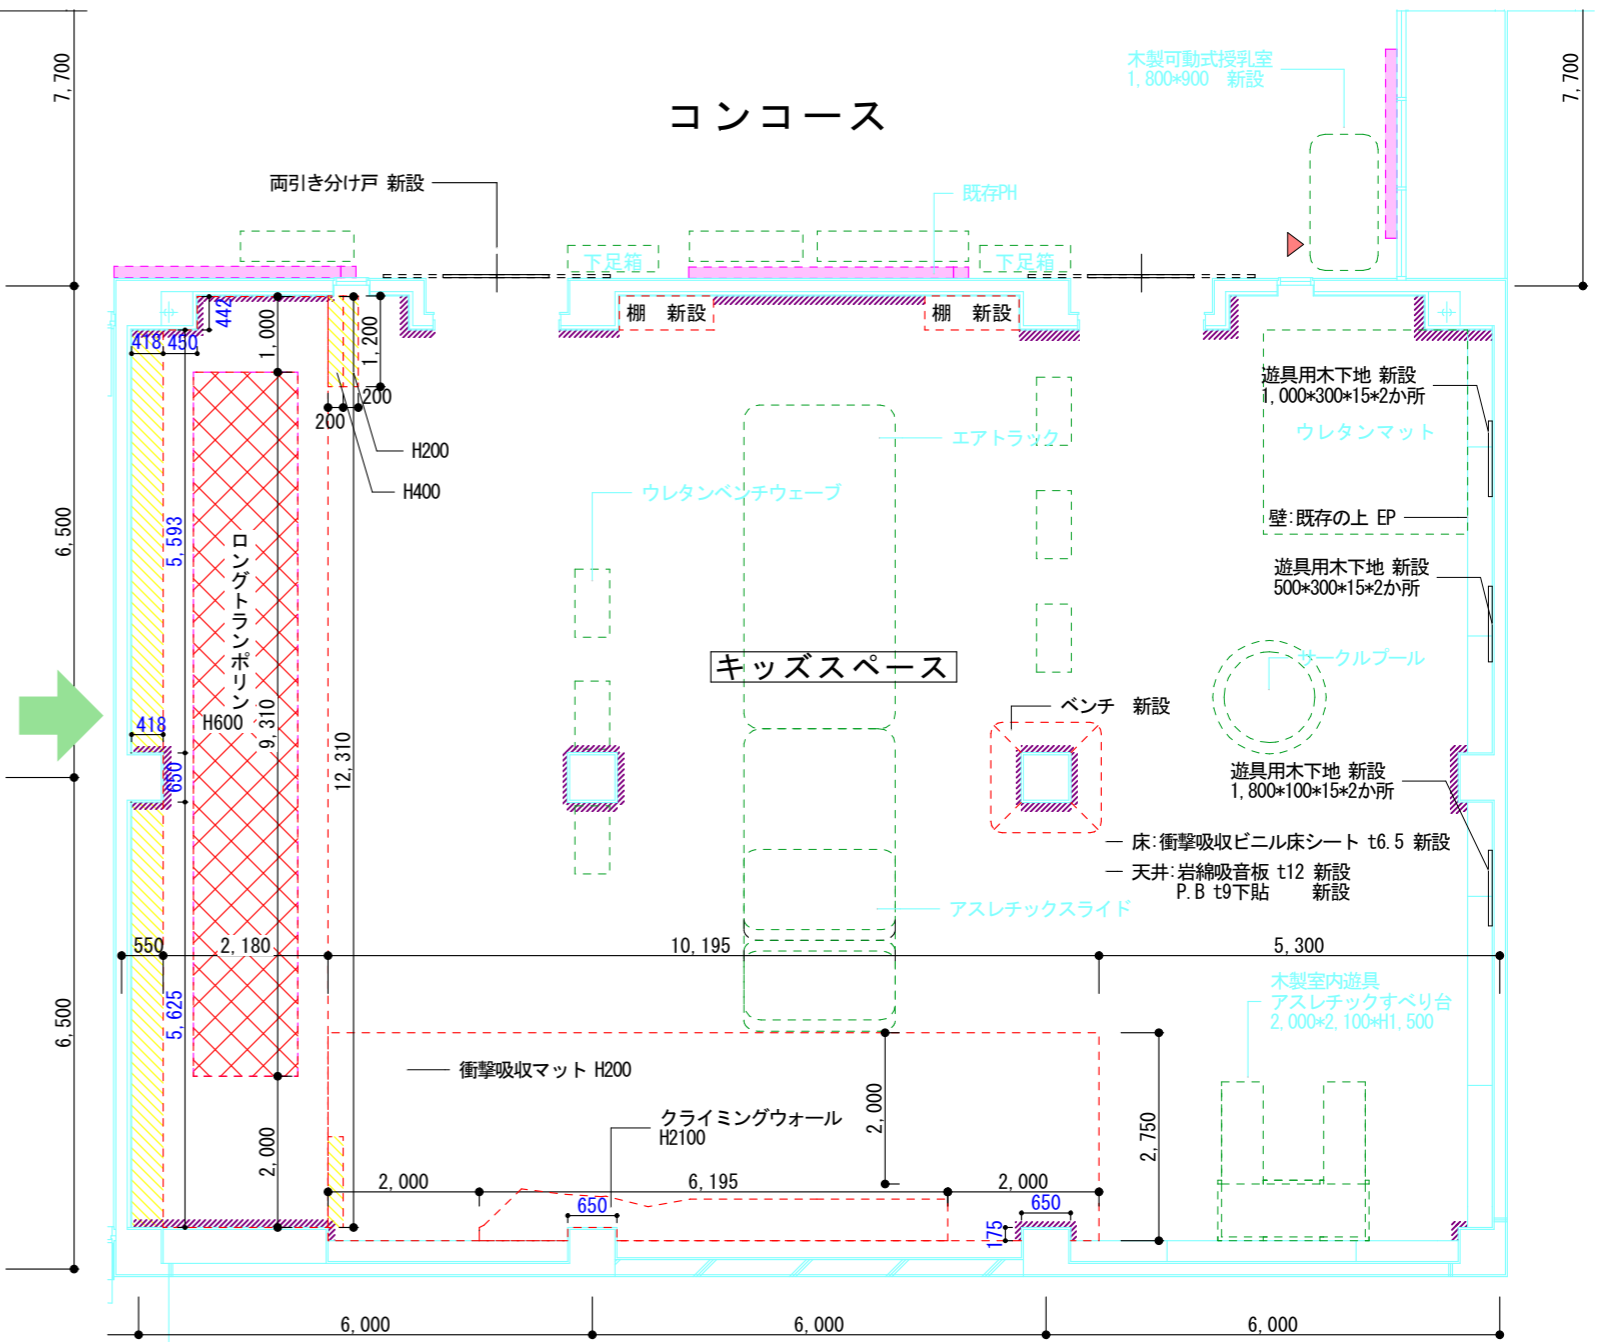 7,700
木製可動式授乳室
1,800*900 新設
7,700
コンコース
両引き分け戸 新設
既存PH
下足箱
下足箱
442
1,000
1,200
棚 新設
棚 新設
418
450
200
200
遊具用木下地 新設
1,000*300*15*2か所
ウレタンマット
エアトラック
H200
H400
ウレタンベンチウェーブ
6,500
5,593
ロングトランポリン
H600
壁:既存の上 EP
遊具用木下地 新設
500*300*15*2か所
キッズスペース
サークルプール
ベンチ 新設
418
9,310
12,310
650
遊具用木下地 新設
1,800*100*15*2か所
床:衝撃吸収ビニル床シート t6.5 新設
天井:岩綿吸音板 t12 新設
P.B t9下貼 新設
アスレチックスライド
550
2,180
10,195
5,300
6,500
5,625
木製室内遊具
アスレチックすべり台
2,000*2,100*H1,500
衝撃吸収マット H200
クライミングウォール
H2100
2,000
2,000
2,750
2,000
6,195
2,000
650
650
175
6,000
6,000
6,000